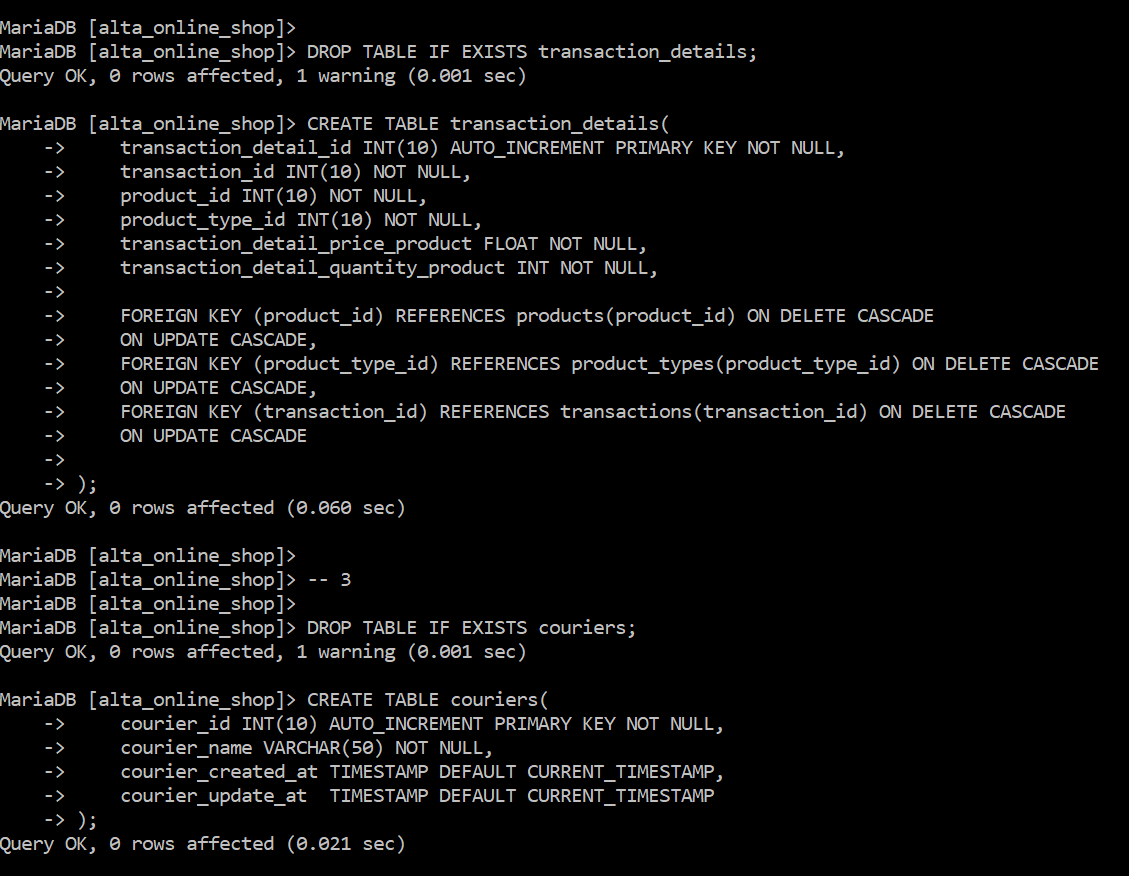 MariaDB [alta_online_shop]>
MariaDB [alta_online_shop]> DROP TABLE IF EXISTS transaction_details;
Query OK, 0 rows affected, 1 warning (0.001 sec)
MariaDB [alta_online_shop]> CREATE TABLE transaction_details(
    ->     transaction_detail_id INT(10) AUTO_INCREMENT PRIMARY KEY NOT NULL,
    ->     transaction_id INT(10) NOT NULL,
    ->     product_id INT(10) NOT NULL,
    ->     product_type_id INT(10) NOT NULL,
    ->     transaction_detail_price_product FLOAT NOT NULL,
    ->     transaction_detail_quantity_product INT NOT NULL,
    ->
    ->     FOREIGN KEY (product_id) REFERENCES products(product_id) ON DELETE CASCADE
    ->     ON UPDATE CASCADE,
    ->     FOREIGN KEY (product_type_id) REFERENCES product_types(product_type_id) ON DELETE CASCADE
    ->     ON UPDATE CASCADE,
    ->     FOREIGN KEY (transaction_id) REFERENCES transactions(transaction_id) ON DELETE CASCADE
    ->     ON UPDATE CASCADE
    ->
    -> );
Query OK, 0 rows affected (0.060 sec)
MariaDB [alta_online_shop]>
MariaDB [alta_online_shop]> -- 3
MariaDB [alta_online_shop]>
MariaDB [alta_online_shop]> DROP TABLE IF EXISTS couriers;
Query OK, 0 rows affected, 1 warning (0.001 sec)
MariaDB [alta_online_shop]> CREATE TABLE couriers(
    ->     courier_id INT(10) AUTO_INCREMENT PRIMARY KEY NOT NULL,
    ->     courier_name VARCHAR(50) NOT NULL,
    ->     courier_created_at TIMESTAMP DEFAULT CURRENT_TIMESTAMP,
    ->     courier_update_at  TIMESTAMP DEFAULT CURRENT_TIMESTAMP
    -> );
Query OK, 0 rows affected (0.021 sec)